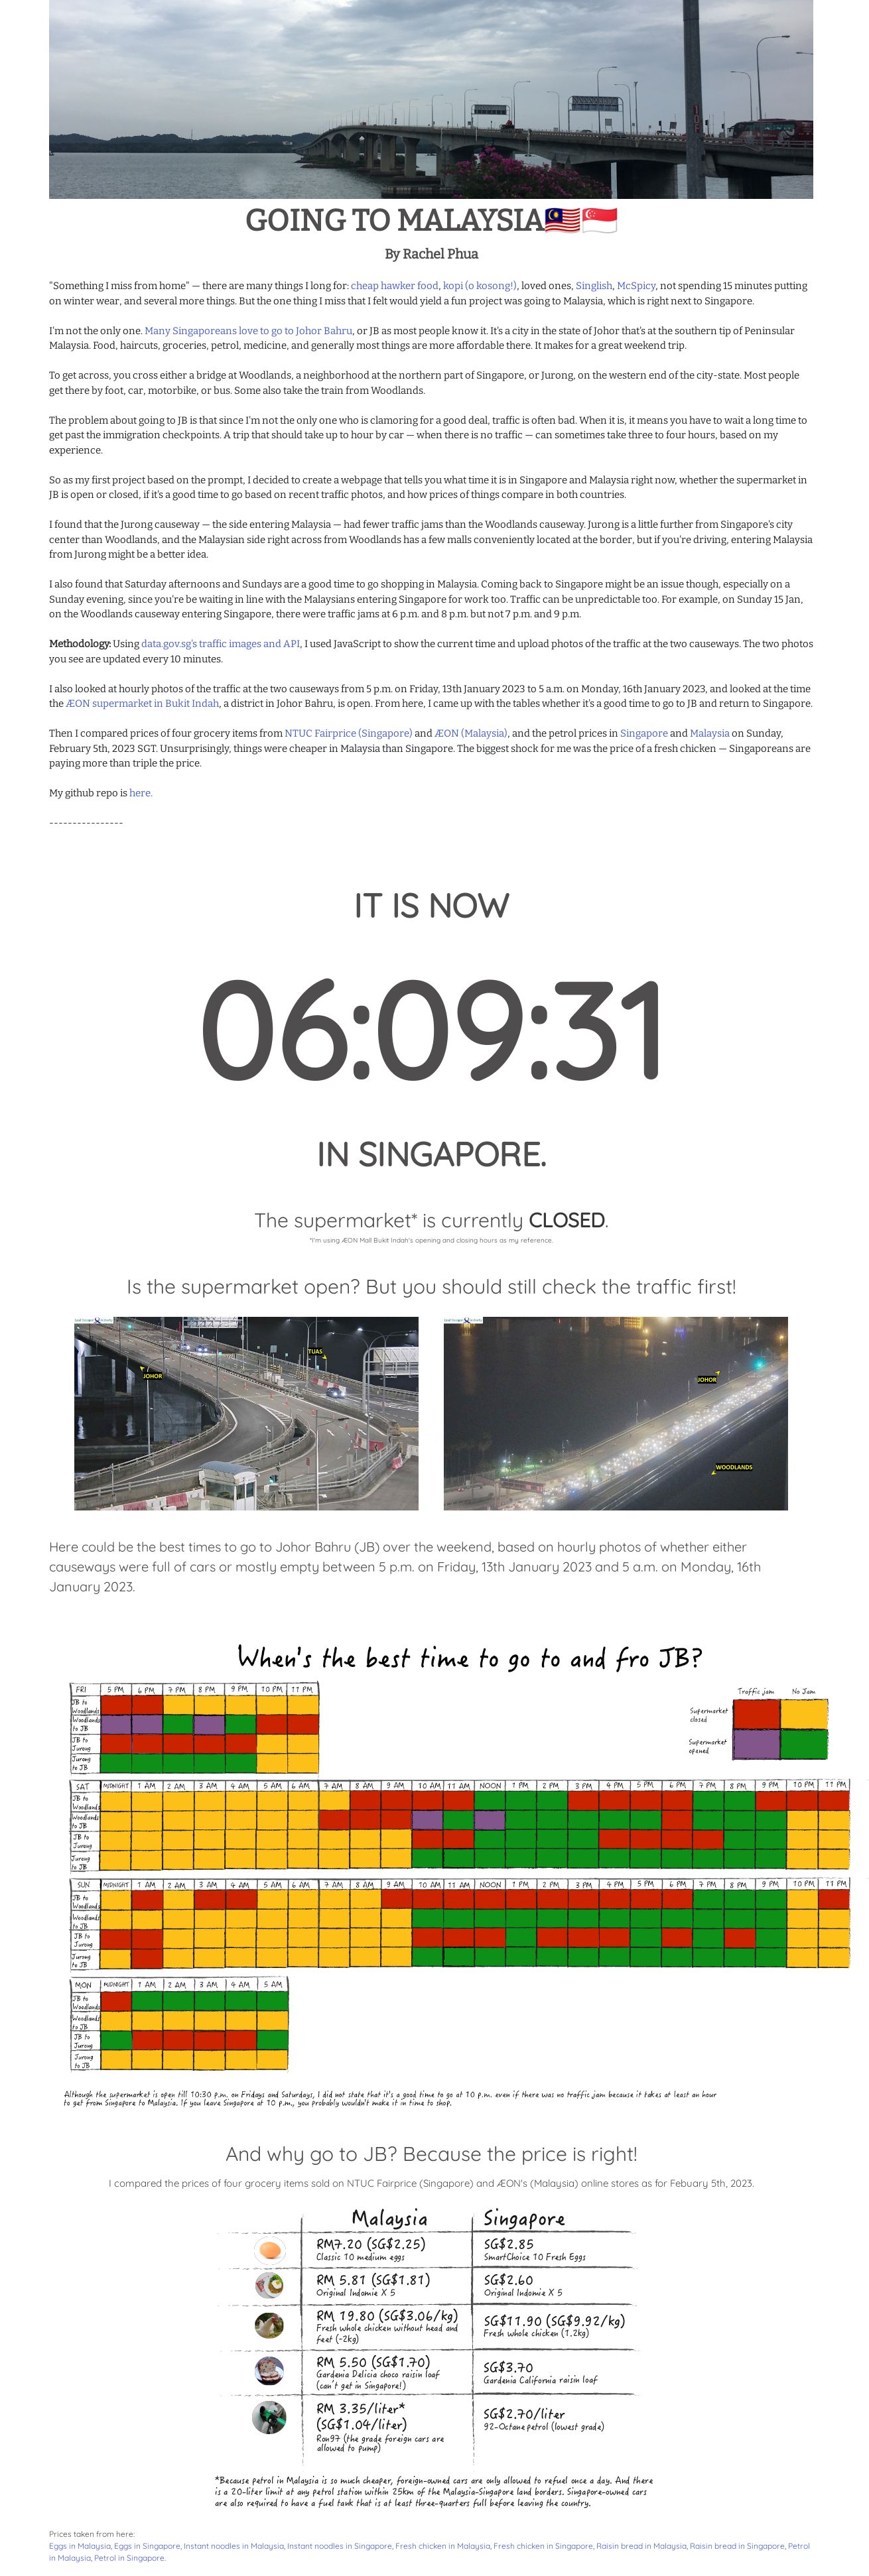 GOING TO MALAYSIA🇲🇾🇸🇬
By Rachel Phua
"Something I miss from home" — there are many things I long for: cheap hawker food, kopi (o kosong!), loved ones, Singlish, McSpicy, not spending 15 minutes putting
on winter wear, and several more things. But the one thing I miss that I felt would yield a fun project was going to Malaysia, which is right next to Singapore.
I'm not the only one. Many Singaporeans love to go to Johor Bahru, or JB as most people know it. It's a city in the state of Johor that's at the southern tip of Peninsular
Malaysia. Food, haircuts, groceries, petrol, medicine, and generally most things are more affordable there. It makes for a great weekend trip.
To get across, you cross either a bridge at Woodlands, a neighborhood at the northern part of Singapore, or Jurong, on the western end of the city-state. Most people
get there by foot, car, motorbike, or bus. Some also take the train from Woodlands.
The problem about going to JB is that since I'm not the only one who is clamoring for a good deal, traffic is often bad. When it is, it means you have to wait a long time to
get past the immigration checkpoints. A trip that should take up to hour by car — when there is no traffic — can sometimes take three to four hours, based on my
experience.
So as my first project based on the prompt, I decided to create a webpage that tells you what time it is in Singapore and Malaysia right now, whether the supermarket in
JB is open or closed, if it's a good time to go based on recent traffic photos, and how prices of things compare in both countries.
I found that the Jurong causeway — the side entering Malaysia — had fewer traffic jams than the Woodlands causeway. Jurong is a little further from Singapore's city
center than Woodlands, and the Malaysian side right across from Woodlands has a few malls conveniently located at the border, but if you're driving, entering Malaysia
from Jurong might be a better idea.
I also found that Saturday afternoons and Sundays are a good time to go shopping in Malaysia. Coming back to Singapore might be an issue though, especially on a
Sunday evening, since you're be waiting in line with the Malaysians entering Singapore for work too. Traffic can be unpredictable too. For example, on Sunday 15 Jan,
on the Woodlands causeway entering Singapore, there were traffic jams at 6 p.m. and 8 p.m. but not 7 p.m. and 9 p.m.
Methodology: Using data.gov.sg's traffic images and API, I used JavaScript to show the current time and upload photos of the traffic at the two causeways. The two photos
you see are updated every 10 minutes.
I also looked at hourly photos of the traffic at the two causeways from 5 p.m. on Friday, 13th January 2023 to 5 a.m. on Monday, 16th January 2023, and looked at the time
the ÆON supermarket in Bukit Indah, a district in Johor Bahru, is open. From here, I came up with the tables whether it's a good time to go to JB and return to Singapore.
Then I compared prices of four grocery items from NTUC Fairprice (Singapore) and ÆON (Malaysia), and the petrol prices in Singapore and Malaysia on Sunday,
February 5th, 2023 SGT. Unsurprisingly, things were cheaper in Malaysia than Singapore. The biggest shock for me was the price of a fresh chicken — Singaporeans are
paying more than triple the price.
My github repo is here.
----------------
IT IS NOW
06:09:31
IN SINGAPORE.
The supermarket* is currently CLOSED.
*I'm using ÆON Mall Bukit Indah's opening and closing hours as my reference.
Is the supermarket open? But you should still check the traffic first!
TUAS
JOHOR
JOHOR
WOODLANDS
Here could be the best times to go to Johor Bahru (JB) over the weekend, based on hourly photos of whether either
causeways were full of cars or mostly empty between 5 p.m. on Friday, 13th January 2023 and 5 a.m. on Monday, 16th
January 2023.
When's the best time to go to and fro JB?
Traffic jam No Jam
Supermarket
closed
Supermarket
opened
FRI 5 PM 6 PM 7 PM 8 PM 9 PM 10 PM 11 PM
JB to
Woodlands
Woodlands
to JB
JB to
Jurong
Jurong
to JB
SAT MIDNIGHT 1 AM 2 AM 3 AM 4 AM 5 AM 6 AM 7 AM 8 AM 9 AM 10 AM 11 AM NOON 1 PM 2 PM 3 PM 4 PM 5 PM 6 PM 7 PM 8 PM 9 PM 10 PM 11 PM
JB to
Woodlands
Woodlands
to JB
JB to
Jurong
Jurong
to JB
SUN MIDNIGHT 1 AM 2 AM 3 AM 4 AM 5 AM 6 AM 7 AM 8 AM 9 AM 10 AM 11 AM NOON 1 PM 2 PM 3 PM 4 PM 5 PM 6 PM 7 PM 8 PM 9 PM 10 PM 11 PM
JB to
Woodlands
Woodlands
to JB
JB to
Jurong
Jurong
to JB
MON MIDNIGHT 1 AM 2 AM 3 AM 4 AM 5 AM
JB to
Woodlands
Woodlands
to JB
JB to
Jurong
Jurong
to JB
Although the supermarket is open till 10:30 p.m. on Fridays and Saturdays, I did not state that it's a good time to go at 10 p.m. even if there was no traffic jam because it takes at least an hour
to get from Singapore to Malaysia. If you leave Singapore at 10 p.m., you probably wouldn't make it in time to shop.
And why go to JB? Because the price is right!
I compared the prices of four grocery items sold on NTUC Fairprice (Singapore) and ÆON's (Malaysia) online stores as for Febuary 5th, 2023.
Malaysia Singapore
RM7.20 (SG$2.25)
Classic 10 medium eggs
SG$2.85
SmartChoice 10 Fresh Eggs
RM 5.81 (SG$1.81)
Original Indomie X 5
SG$2.60
Original Indomie X 5
RM 19.80 (SG$3.06/kg)
Fresh whole chicken without head and
feet (~2kg)
SG$11.90 (SG$9.92/kg)
Fresh whole chicken (1.2kg)
RM 5.50 (SG$1.70)
Gardenia Delicia choco raisin loaf
(can't get in Singapore!)
SG$3.70
Gardenia California raisin loaf
RM 3.35/liter*
(SG$1.04/liter)
Ron97 (the grade foreign cars are
allowed to pump)
SG$2.70/liter
92-Octane petrol (lowest grade)
*Because petrol in Malaysia is so much cheaper, foreign-owned cars are only allowed to refuel once a day. And there
is a 20-liter limit at any petrol station within 25km of the Malaysia-Singapore land borders. Singapore-owned cars
are also required to have a fuel tank that is at least three-quarters full before leaving the country.
Prices taken from here:
Eggs in Malaysia, Eggs in Singapore, Instant noodles in Malaysia, Instant noodles in Singapore, Fresh chicken in Malaysia, Fresh chicken in Singapore, Raisin bread in Malaysia, Raisin bread in Singapore, Petrol
in Malaysia, Petrol in Singapore.